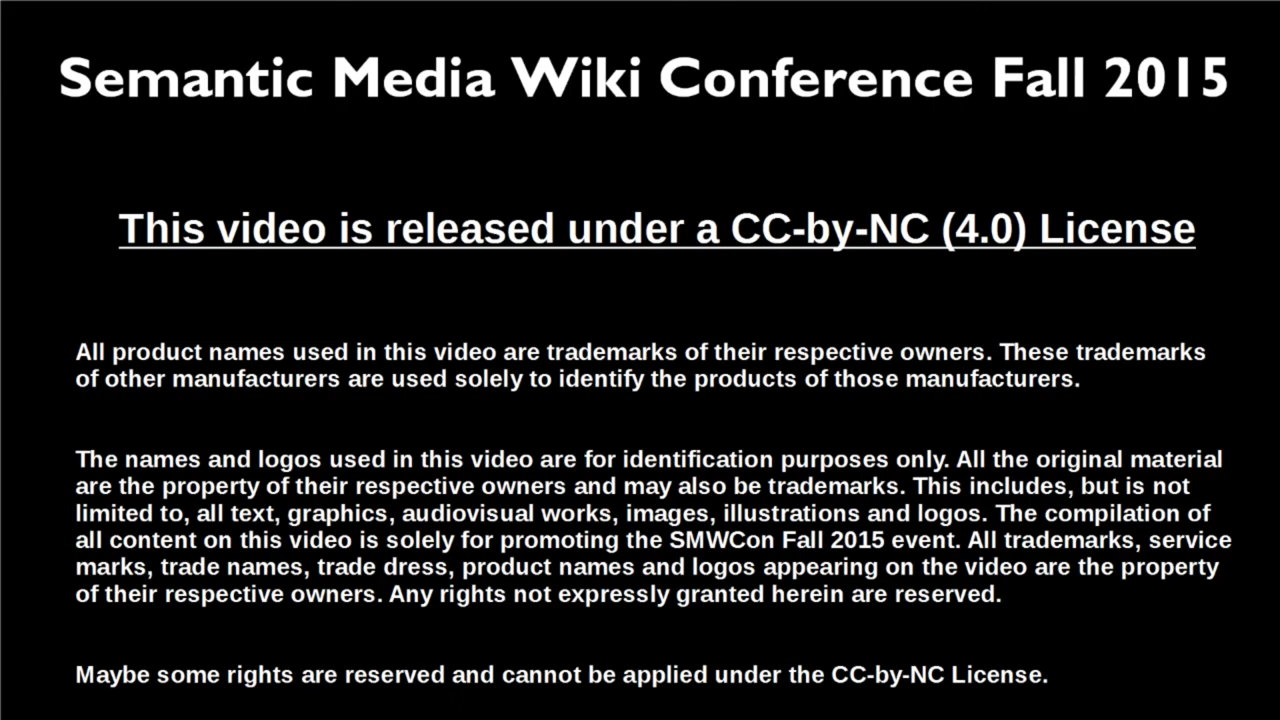 Semantic Media Wiki Conference Fall 2015
This video is released under a CC-by-NC (4.0) License
All product names used in this video are trademarks of their respective owners. These trademarks
of other manufacturers are used solely to identify the products of those manufacturers.
The names and logos used in this video are for identification purposes only. All the original material
are the property of their respective owners and may also be trademarks. This includes, but is not
limited to, all text, graphics, audiovisual works, images, illustrations and logos. The compilation of
all content on this video is solely for promoting the SMWCon Fall 2015 event. All trademarks, service
marks, trade names, trade dress, product names and logos appearing on the video are the property
of their respective owners. Any rights not expressly granted herein are reserved.
Maybe some rights are reserved and cannot be applied under the CC-by-NC License.